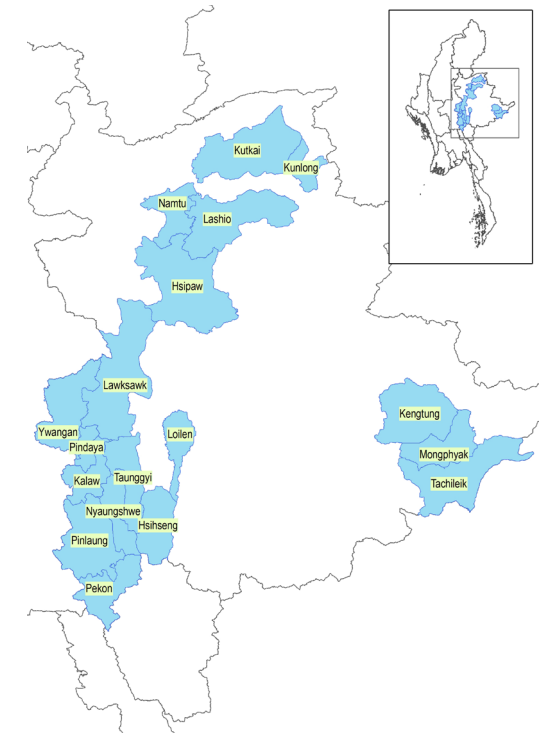 Kutkai
Kunlong
Namtu
Lashio
Hsipaw
Lawksawk
Kengtung
Ywangan
Loilen
Pindaya
Mongphyak
Kalaw
Taunggyi
Tachileik
Nyaungshwe
Hsihseng
Pinlaung
Pekon